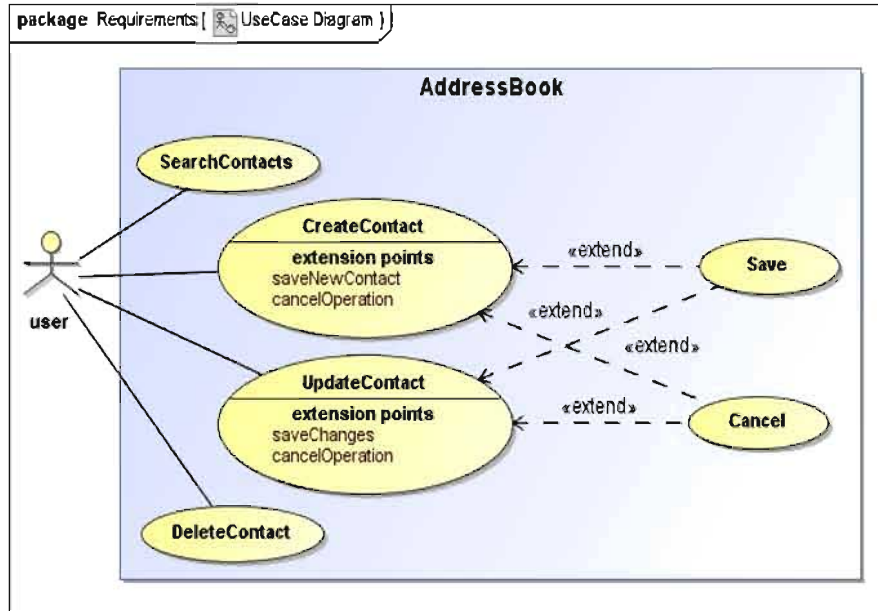 package Requirements [ UseCase Diagram ]
AddressBook
SearchContacts
CreateContact
extension points
saveNewContact
cancelOperation
«extend»
Save
user
«extend»
«extend»
UpdateContact
extension points
saveChanges
cancelOperation
«extend»
Cancel
DeleteContact